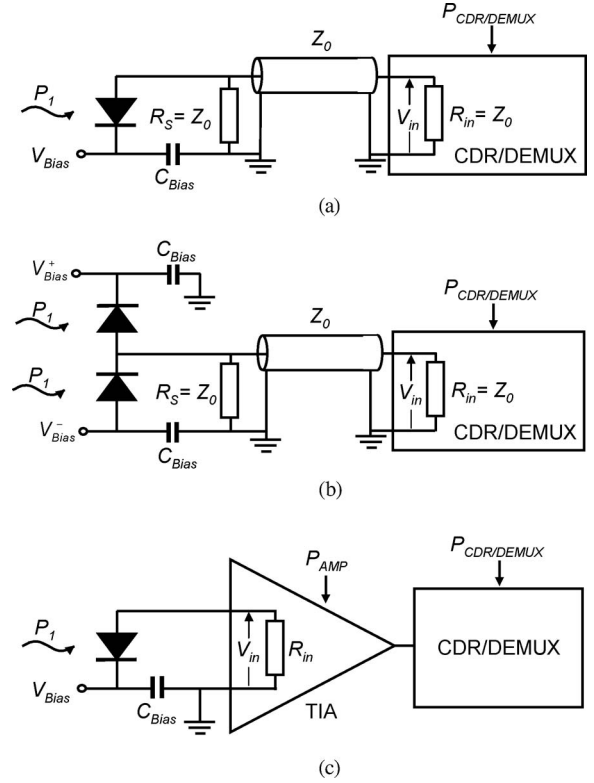 P_CDR/DEMUX
Z_0
P_1
R_S = Z_0
V_in
R_in = Z_0
V_Bias
C_Bias
CDR/DEMUX
(a)
C_Bias
V^+_Bias
P_CDR/DEMUX
P_1
Z_0
P_1
R_S = Z_0
V_in
R_in = Z_0
V^-_Bias
C_Bias
CDR/DEMUX
(b)
P_AMP
P_CDR/DEMUX
P_1
V_in
R_in
CDR/DEMUX
V_Bias
C_Bias
TIA
(c)